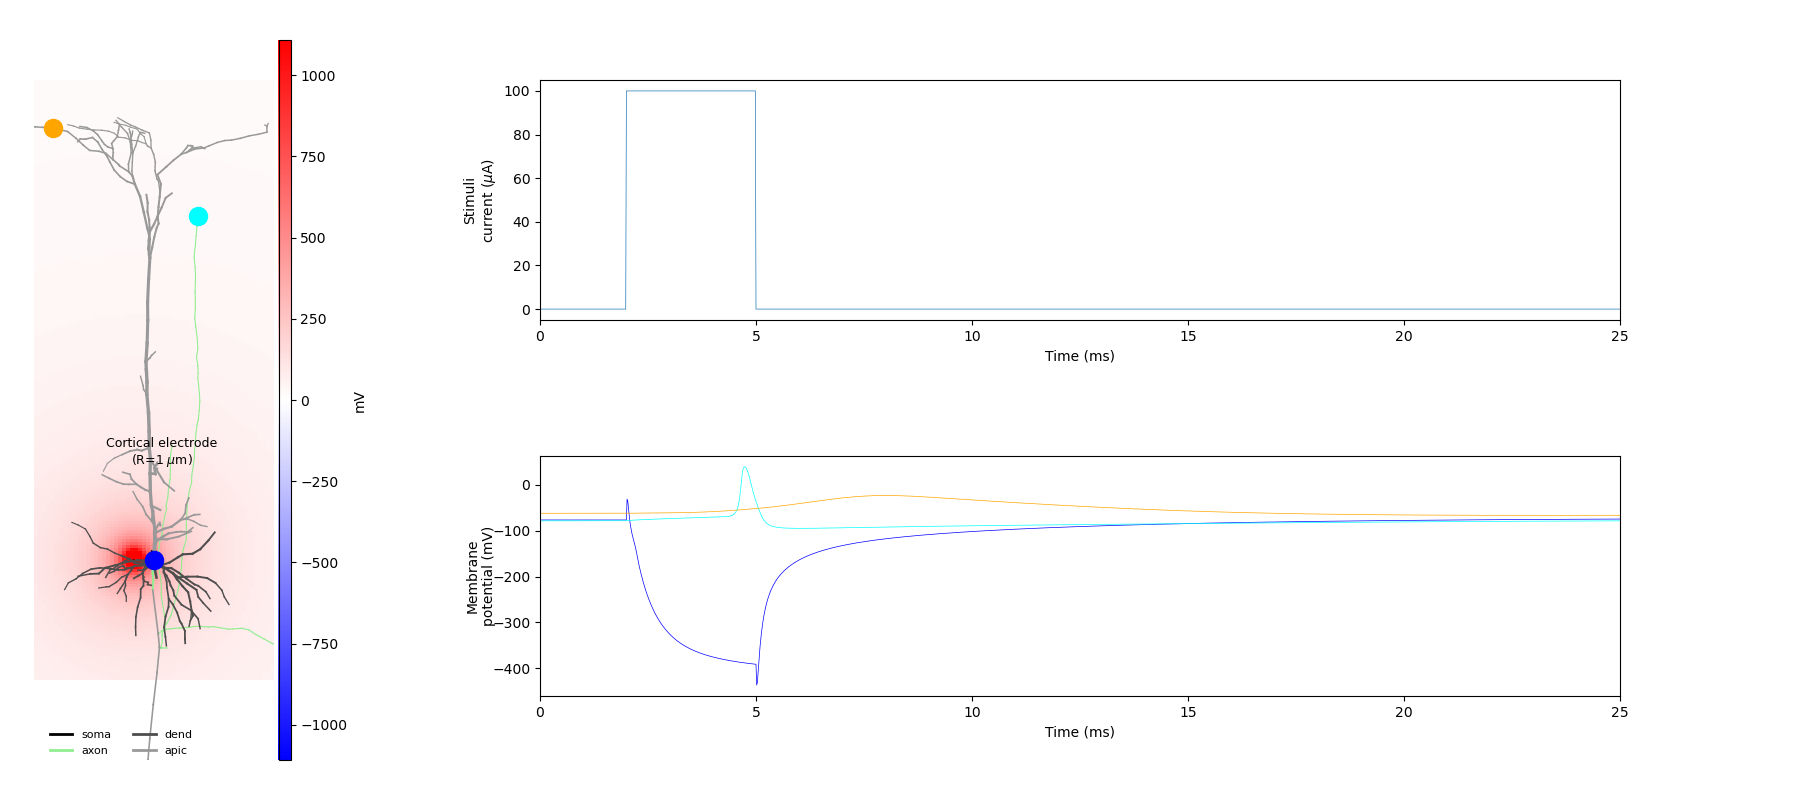 Cortical electrode
(R=1 μm)
soma
axon
dend
apic
1000
750
500
250
0
−250
−500
−750
−1000
mV
Stimuli
current (μA)
100
80
60
40
20
0
0 5 10 15 20 25
Time (ms)
Membrane
potential (mV)
0
−100
−200
−300
−400
0 5 10 15 20 25
Time (ms)